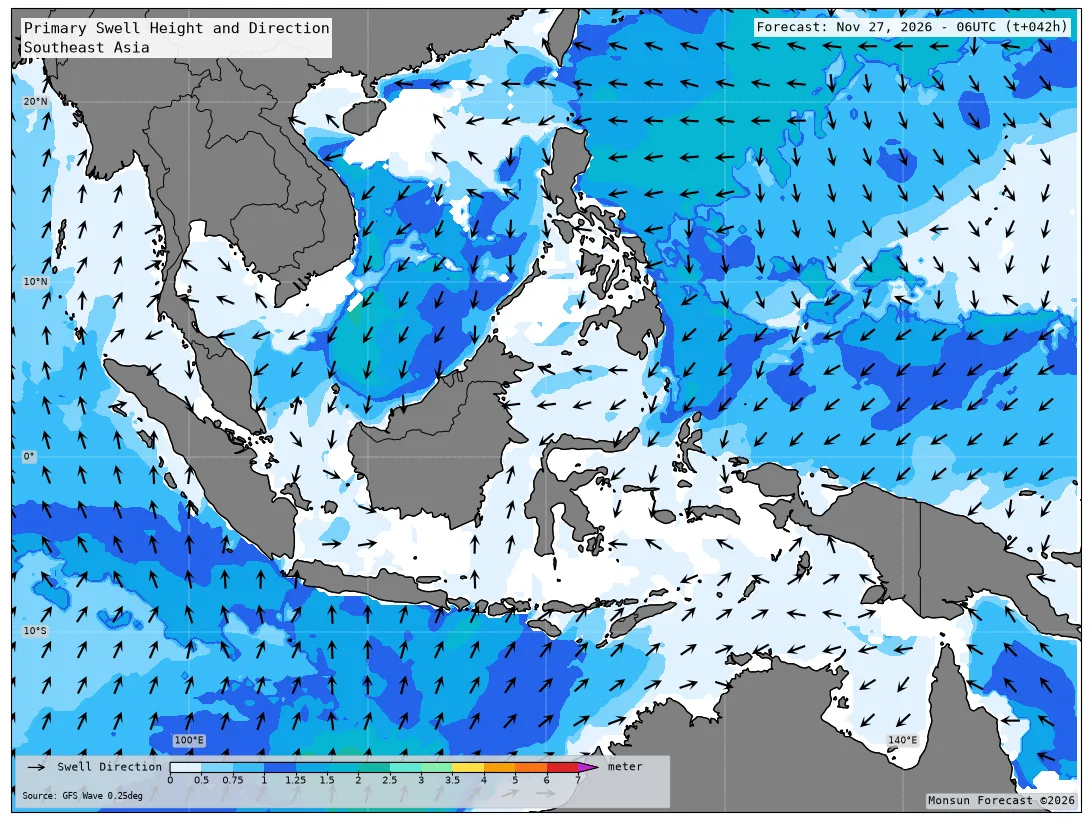 Primary Swell Height and Direction
Southeast Asia
Forecast: Nov 27, 2026 - 06UTC (t+042h)
20°N
10°N
0°
10°S
100°E
140°E
Swell Direction
meter
0 0.5 0.75 1 1.25 1.5 2 2.5 3 3.5 4 5 6 7
Source: GFS Wave 0.25deg
Monsun Forecast ©2026